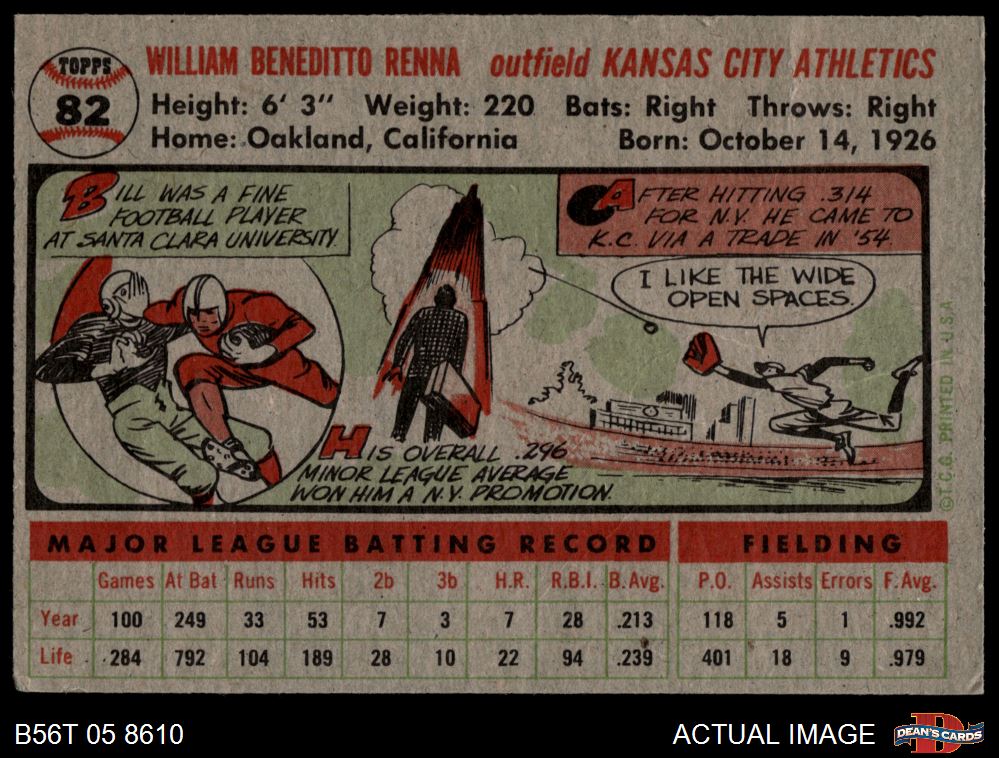 TOPPS
82
WILLIAM BENEDITTO RENNA outfield KANSAS CITY ATHLETICS
Height: 6' 3" Weight: 220 Bats: Right Throws: Right
Home: Oakland, California Born: October 14, 1926
BILL WAS A FINE
FOOTBALL PLAYER
AT SANTA CLARA UNIVERSITY.
HIS OVERALL .296
MINOR LEAGUE AVERAGE
WON HIM A N.Y. PROMOTION.
AFTER HITTING .314
FOR N.Y. HE CAME TO
K.C. VIA A TRADE IN '54.
I LIKE THE WIDE
OPEN SPACES.
©T.C.G. PRINTED IN U.S.A.
MAJOR LEAGUE BATTING RECORD FIELDING
Games At Bat Runs Hits 2b 3b H.R. R.B.I. B. Avg. P.O. Assists Errors F. Avg.
Year 100 249 33 53 7 3 7 28 .213 118 5 1 .992
Life 284 792 104 189 28 10 22 94 .239 401 18 9 .979
B56T 05 8610 ACTUAL IMAGE DEAN'S CARDS